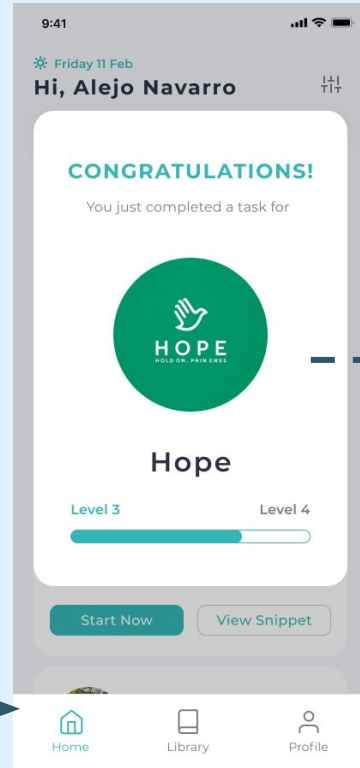 9:41
Friday 11 Feb
Hi, Alejo Navarro
CONGRATULATIONS!
You just completed a task for
HOPE
HOLD ON, PAIN ENDS
Hope
Level 3 Level 4
Start Now View Snippet
Home Library Profile